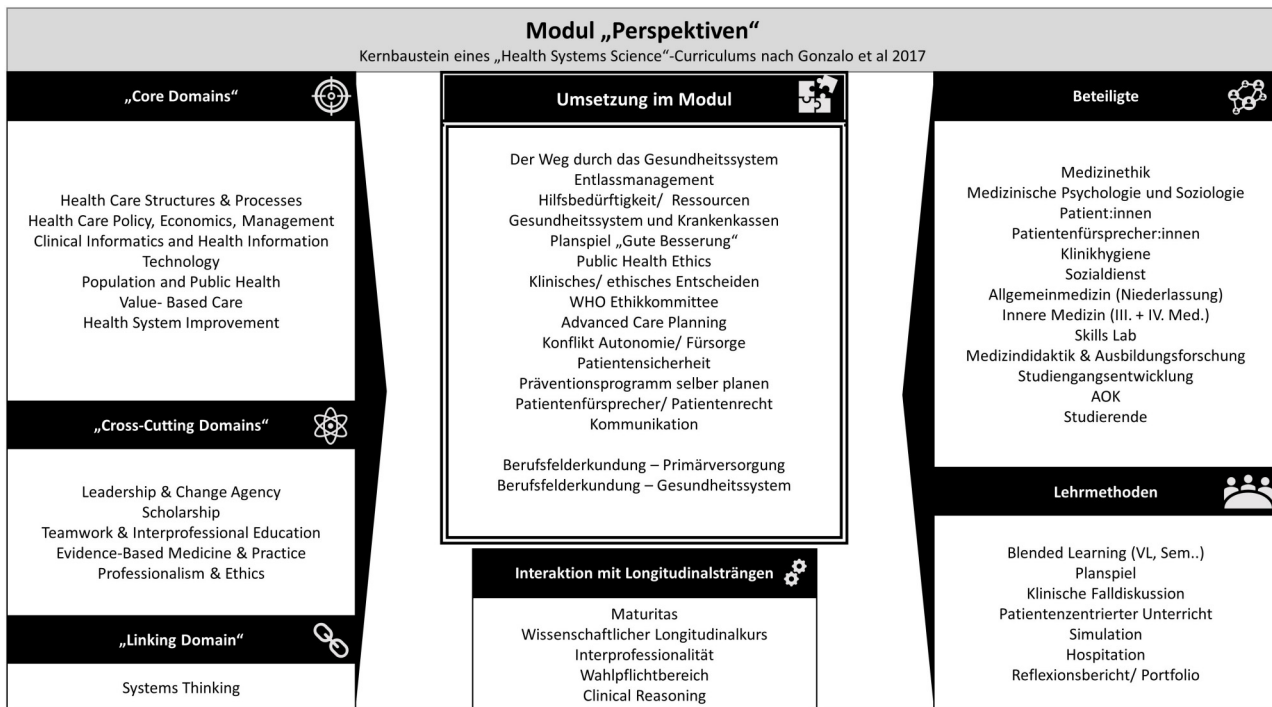 Modul „Perspektiven“
Kernbaustein eines „Health Systems Science“-Curriculums nach Gonzalo et al 2017
„Core Domains“
Health Care Structures & Processes
Health Care Policy, Economics, Management
Clinical Informatics and Health Information
Technology
Population and Public Health
Value- Based Care
Health System Improvement
„Cross-Cutting Domains“
Leadership & Change Agency
Scholarship
Teamwork & Interprofessional Education
Evidence-Based Medicine & Practice
Professionalism & Ethics
„Linking Domain“
Systems Thinking
Umsetzung im Modul
Der Weg durch das Gesundheitssystem
Entlassmanagement
Hilfsbedürftigkeit/ Ressourcen
Gesundheitssystem und Krankenkassen
Planspiel „Gute Besserung“
Public Health Ethics
Klinisches/ ethisches Entscheiden
WHO Ethikkommittee
Advanced Care Planning
Konflikt Autonomie/ Fürsorge
Patientensicherheit
Präventionsprogramm selber planen
Patientenfürsprecher/ Patientenrecht
Kommunikation
Berufsfelderkundung – Primärversorgung
Berufsfelderkundung – Gesundheitssystem
Interaktion mit Longitudinalsträngen
Maturitas
Wissenschaftlicher Longitudinalkurs
Interprofessionalität
Wahlpflichtbereich
Clinical Reasoning
Beteiligte
Medizinethik
Medizinische Psychologie und Soziologie
Patient:innen
Patientenfürsprecher:innen
Klinikhygiene
Sozialdienst
Allgemeinmedizin (Niederlassung)
Innere Medizin (III. + IV. Med.)
Skills Lab
Medizindidaktik & Ausbildungsforschung
Studiengangsentwicklung
AOK
Studierende
Lehrmethoden
Blended Learning (VL, Sem..)
Planspiel
Klinische Falldiskussion
Patientenzentrierter Unterricht
Simulation
Hospitation
Reflexionsbericht/ Portfolio